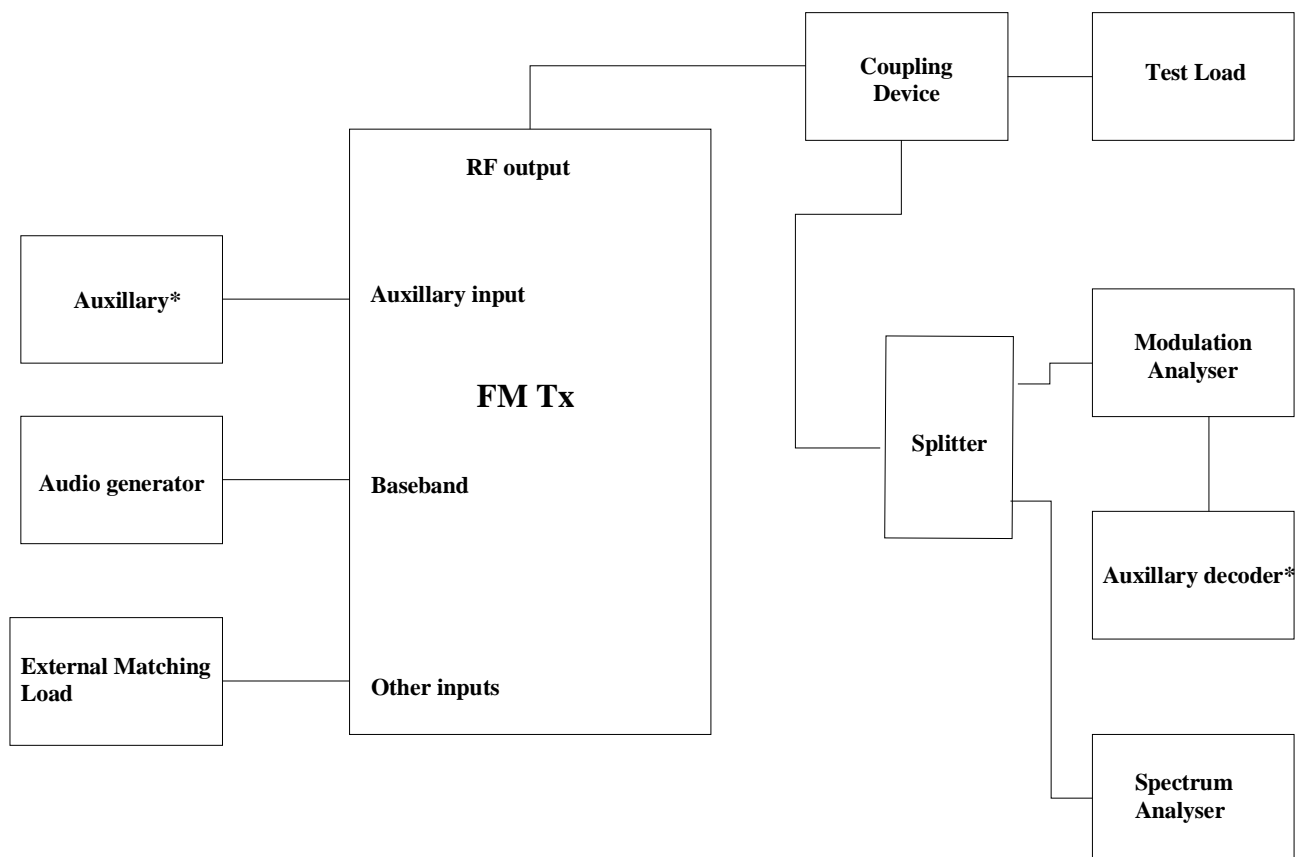 Coupling
Device
Test Load
RF output
Auxillary*
Auxillary input
FM Tx
Modulation
Analyser
Splitter
Audio generator
Baseband
Auxillary decoder*
External Matching
Load
Other inputs
Spectrum
Analyser